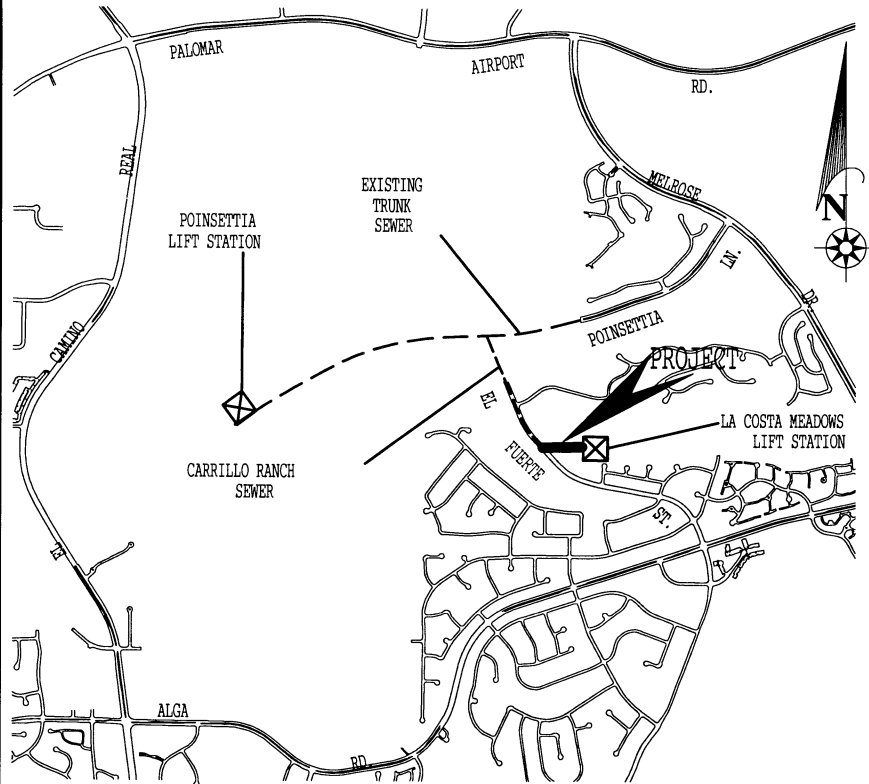 PALOMAR
AIRPORT
RD.
REAL
EXISTING
TRUNK
SEWER
MELROSE
POINSETTIA
LIFT STATION
N
LN.
DR.
CAMINO
POINSETTIA
PROJECT
EL
LA COSTA MEADOWS
LIFT STATION
FUERTE
CARRILLO RANCH
SEWER
ST.
EL
ALGA
RD.